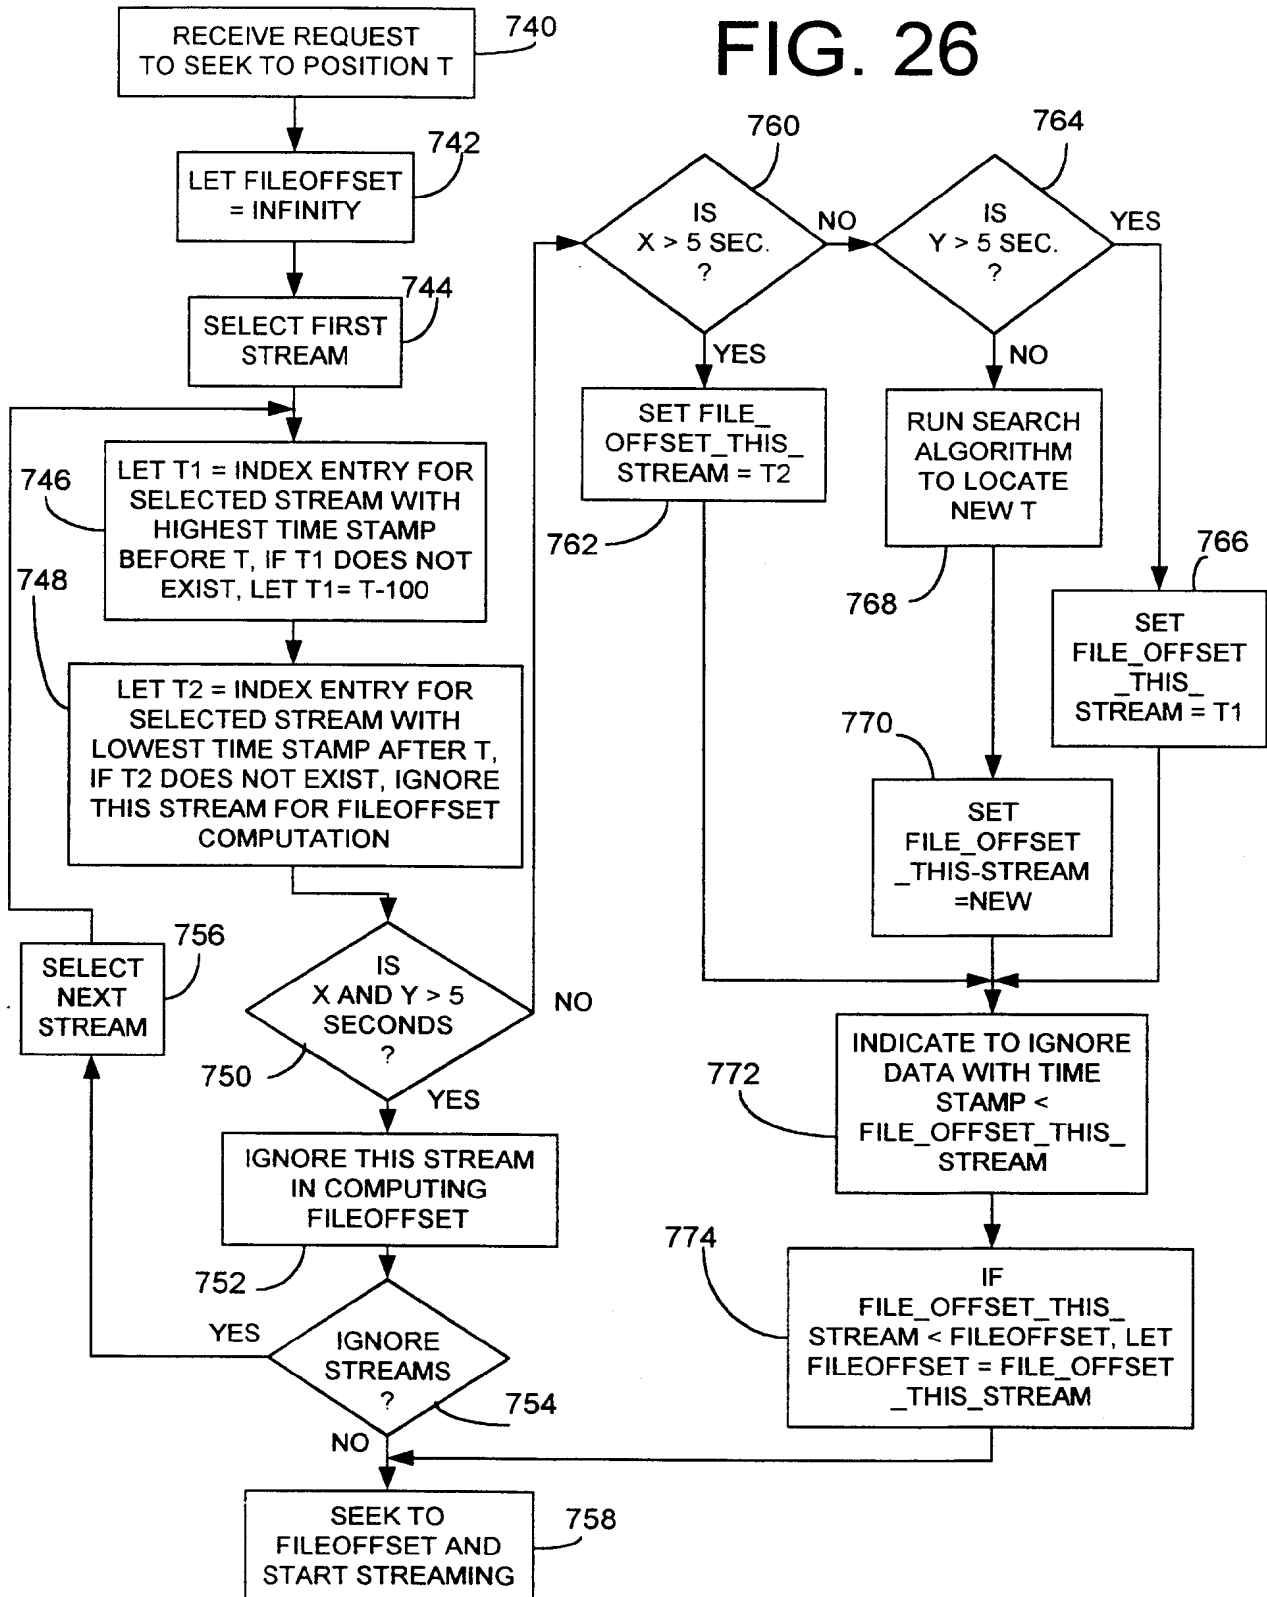 FIG. 26
740
RECEIVE REQUEST
TO SEEK TO POSITION T
742
LET FILEOFFSET
= INFINITY
744
SELECT FIRST
STREAM
746
LET T1 = INDEX ENTRY FOR
SELECTED STREAM WITH
HIGHEST TIME STAMP
BEFORE T, IF T1 DOES NOT
EXIST, LET T1= T-100
748
LET T2 = INDEX ENTRY FOR
SELECTED STREAM WITH
LOWEST TIME STAMP AFTER T,
IF T2 DOES NOT EXIST, IGNORE
THIS STREAM FOR FILEOFFSET
COMPUTATION
756
SELECT
NEXT
STREAM
IS
X AND Y > 5
SECONDS
?
NO
750
YES
IGNORE THIS STREAM
IN COMPUTING
FILEOFFSET
752
YES
IGNORE
STREAMS
?
754
NO
SEEK TO
FILEOFFSET AND
START STREAMING
758
760
IS
X > 5 SEC.
?
NO
YES
764
IS
Y > 5 SEC.
?
YES
NO
SET FILE_
OFFSET_THIS_
STREAM = T2
762
RUN SEARCH
ALGORITHM
TO LOCATE
NEW T
768
766
SET
FILE_OFFSET
_THIS_
STREAM = T1
770
SET
FILE_OFFSET
_THIS-STREAM
=NEW
772
INDICATE TO IGNORE
DATA WITH TIME
STAMP <
FILE_OFFSET_THIS_
STREAM
774
IF
FILE_OFFSET_THIS_
STREAM < FILEOFFSET, LET
FILEOFFSET = FILE_OFFSET
_THIS_STREAM